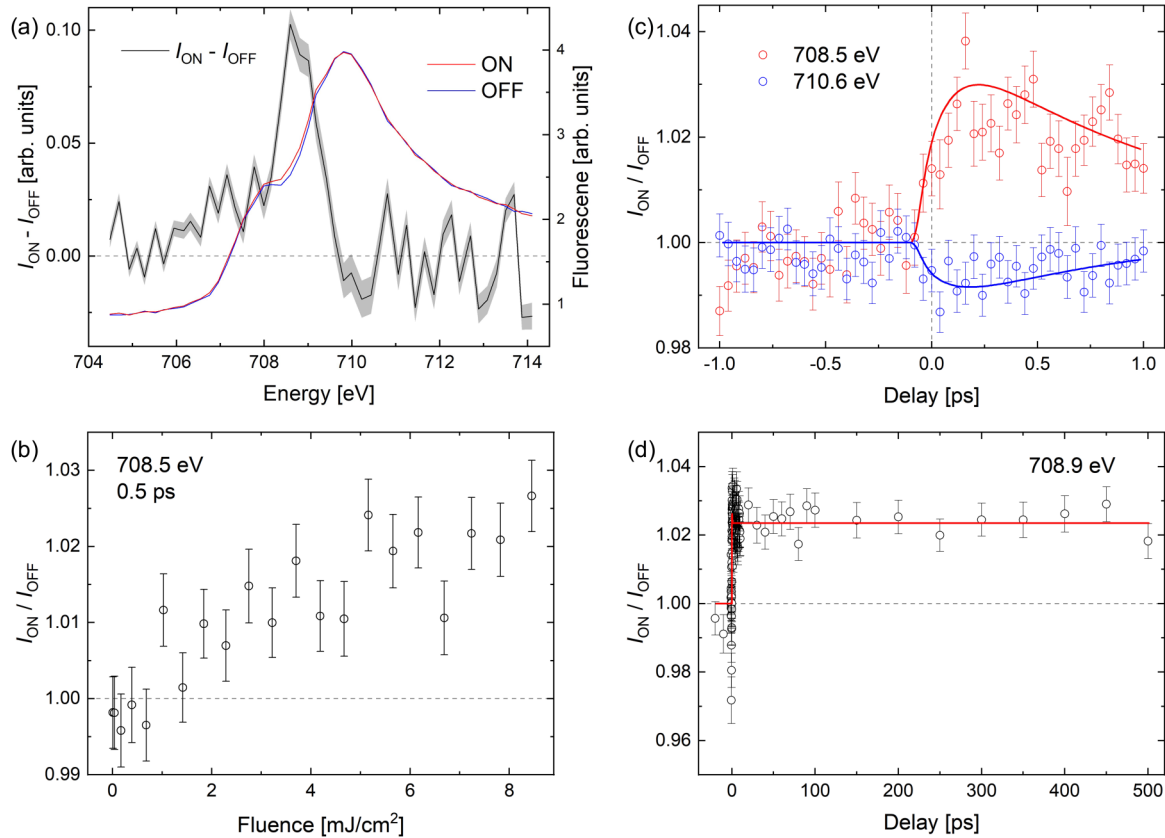 (a)
0.10
0.05
0.00
I_ON - I_OFF [arb. units]
I_ON - I_OFF
ON
OFF
4
3
2
1
Fluorescene [arb. units]
704 706 708 710 712 714
Energy [eV]
(c)
1.04
1.02
1.00
0.98
I_ON / I_OFF
708.5 eV
710.6 eV
-1.0 -0.5 0.0 0.5 1.0
Delay [ps]
(b)
1.03
1.02
1.01
1.00
0.99
I_ON / I_OFF
708.5 eV
0.5 ps
0 2 4 6 8
Fluence [mJ/cm²]
(d)
1.04
1.02
1.00
0.98
0.96
I_ON / I_OFF
708.9 eV
0 50 100 150 200 250 300 350 400 450 500
Delay [ps]